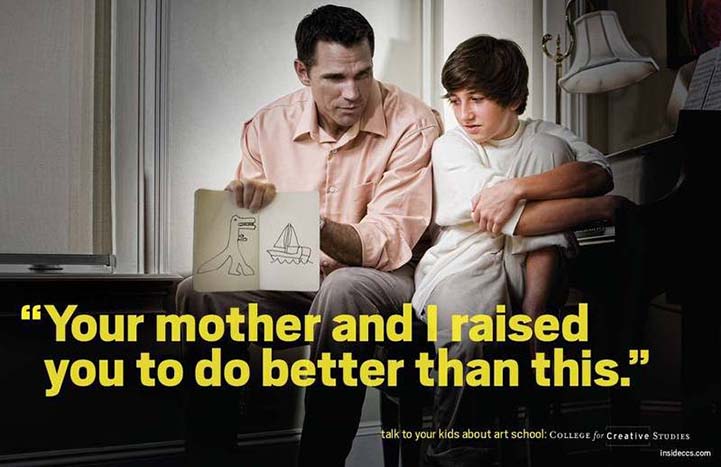 “Your mother and I raised
you to do better than this.”
talk to your kids about art school: COLLEGE for Creative STUDIES
insideccs.com